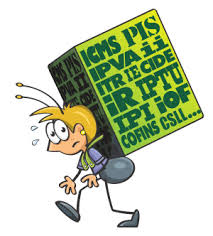 ICMS PIS
IPVA ii
ITR IE CIDE
iR IPTU
IPI iOF
COFINS CSLL...